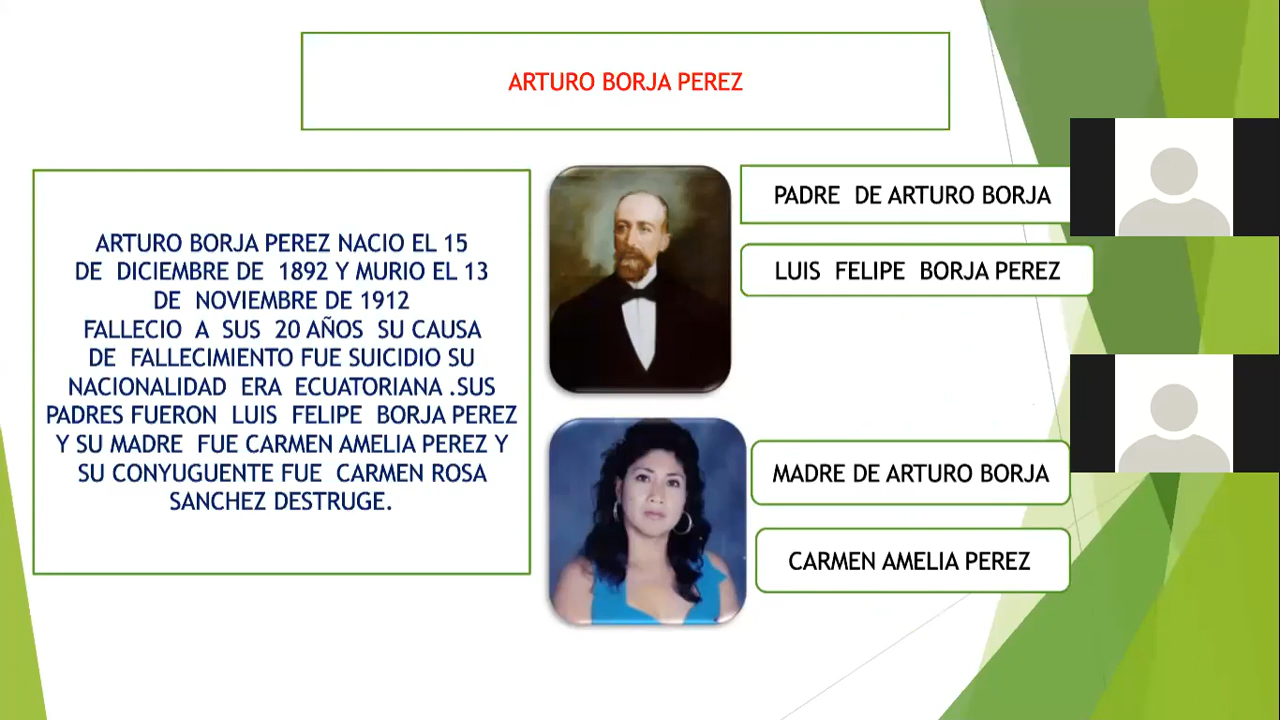 ARTURO BORJA PEREZ
ARTURO BORJA PEREZ NACIO EL 15
DE DICIEMBRE DE 1892 Y MURIO EL 13
DE NOVIEMBRE DE 1912
FALLECIO A SUS 20 AÑOS SU CAUSA
DE FALLECIMIENTO FUE SUICIDIO SU
NACIONALIDAD ERA ECUATORIANA .SUS
PADRES FUERON LUIS FELIPE BORJA PEREZ
Y SU MADRE FUE CARMEN AMELIA PEREZ Y
SU CONYUGUENTE FUE CARMEN ROSA
SANCHEZ DESTRUGE.
PADRE DE ARTURO BORJA
LUIS FELIPE BORJA PEREZ
MADRE DE ARTURO BORJA
CARMEN AMELIA PEREZ